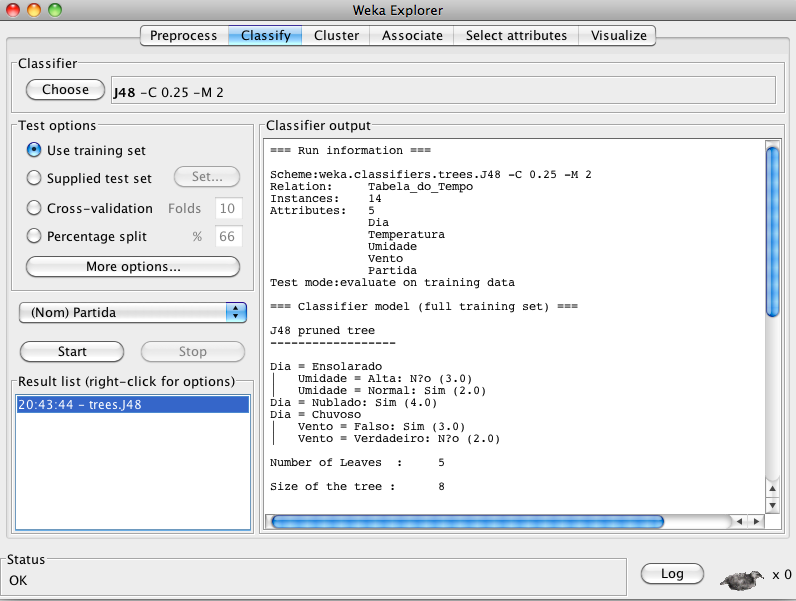 Weka Explorer
Preprocess Classify Cluster Associate Select attributes Visualize
Classifier
Choose J48 -C 0.25 -M 2
Test options
Use training set
Supplied test set Set...
Cross-validation Folds 10
Percentage split % 66
More options...
(Nom) Partida
Start Stop
Result list (right-click for options)
20:43:44 - trees.J48
Classifier output
=== Run information ===
Scheme:weka.classifiers.trees.J48 -C 0.25 -M 2
Relation: Tabela_do_Tempo
Instances: 14
Attributes: 5
Dia
Temperatura
Umidade
Vento
Partida
Test mode:evaluate on training data
=== Classifier model (full training set) ===
J48 pruned tree
------------------
Dia = Ensolarado
|   Umidade = Alta: N?o (3.0)
|   Umidade = Normal: Sim (2.0)
Dia = Nublado: Sim (4.0)
Dia = Chuvoso
|   Vento = Falso: Sim (3.0)
|   Vento = Verdadeiro: N?o (2.0)
Number of Leaves  : 5
Size of the tree : 8
Status
OK
Log x 0